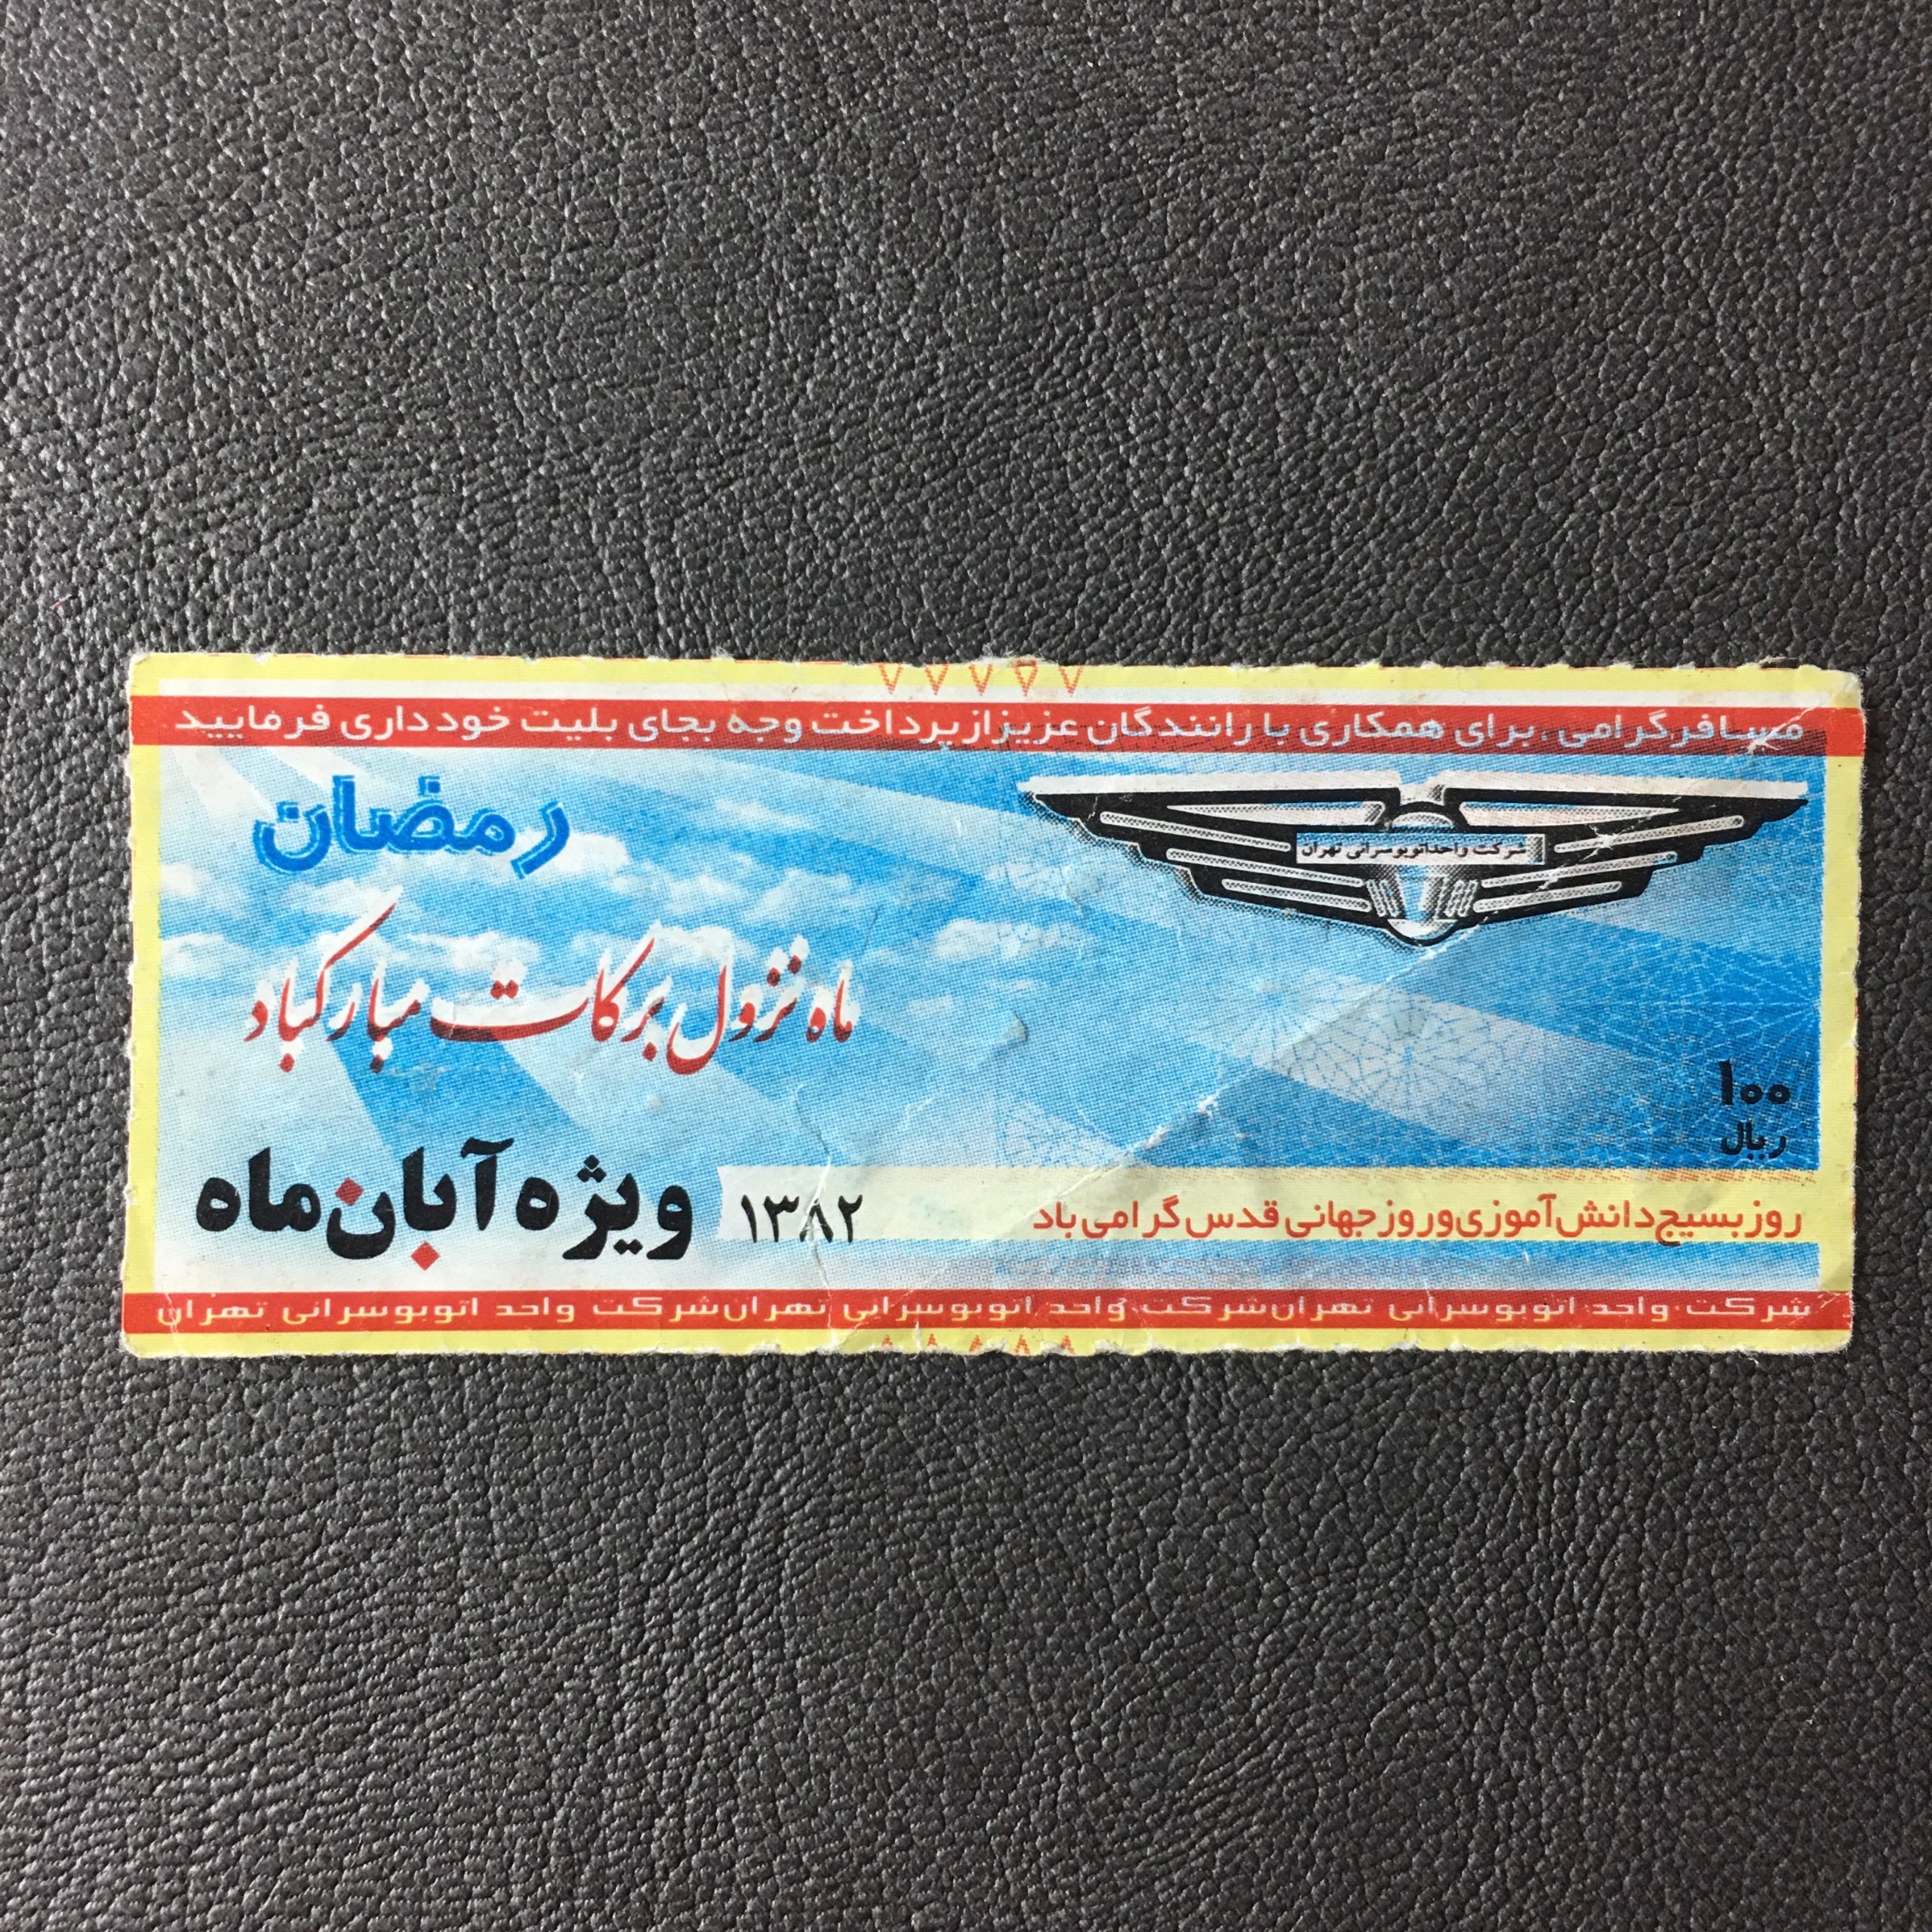 مسافر گرامی، برای همکاری با رانندگان عزیز از پرداخت وجه بجای بلیت خودداری فرمایید
شرکت واحد اتوبوسرانی تهران
رمضان
ماه نزول برکات مبارکباد
۱۰۰
ریال
روز بسیج دانش آموزی و روز جهانی قدس گرامی باد
۱۳۸۲
ویژه آبان ماه
شرکت واحد اتوبوسرانی تهران شرکت واحد اتوبوسرانی تهران شرکت واحد اتوبوسرانی تهران